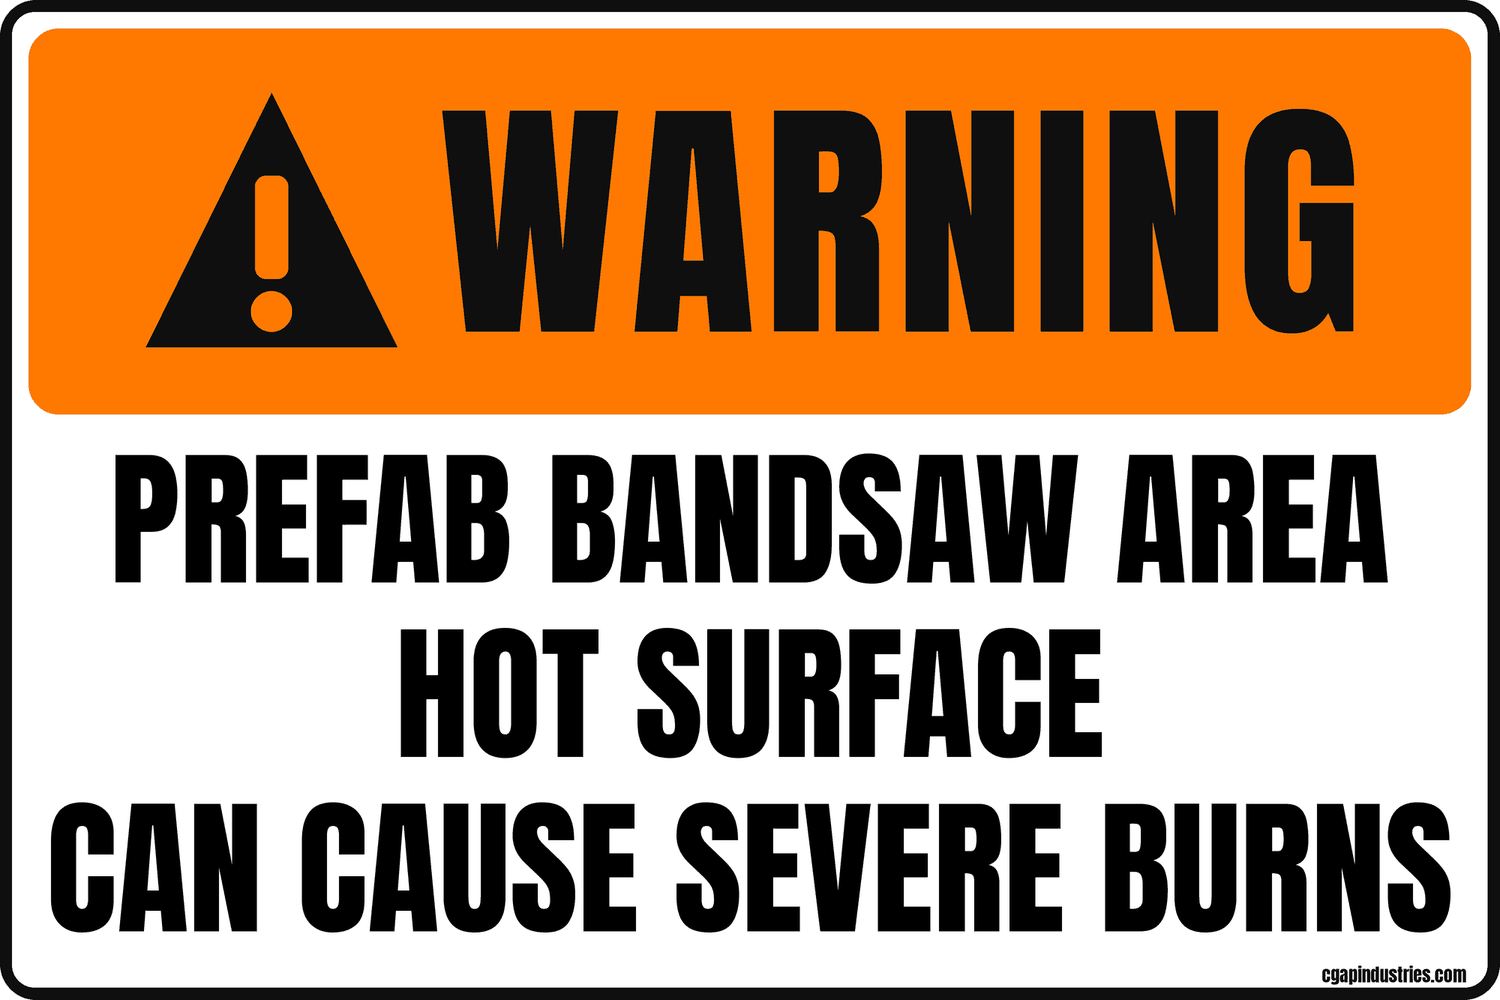 WARNING
PREFAB BANDSAW AREA
HOT SURFACE
CAN CAUSE SEVERE BURNS
cgapindustries.com